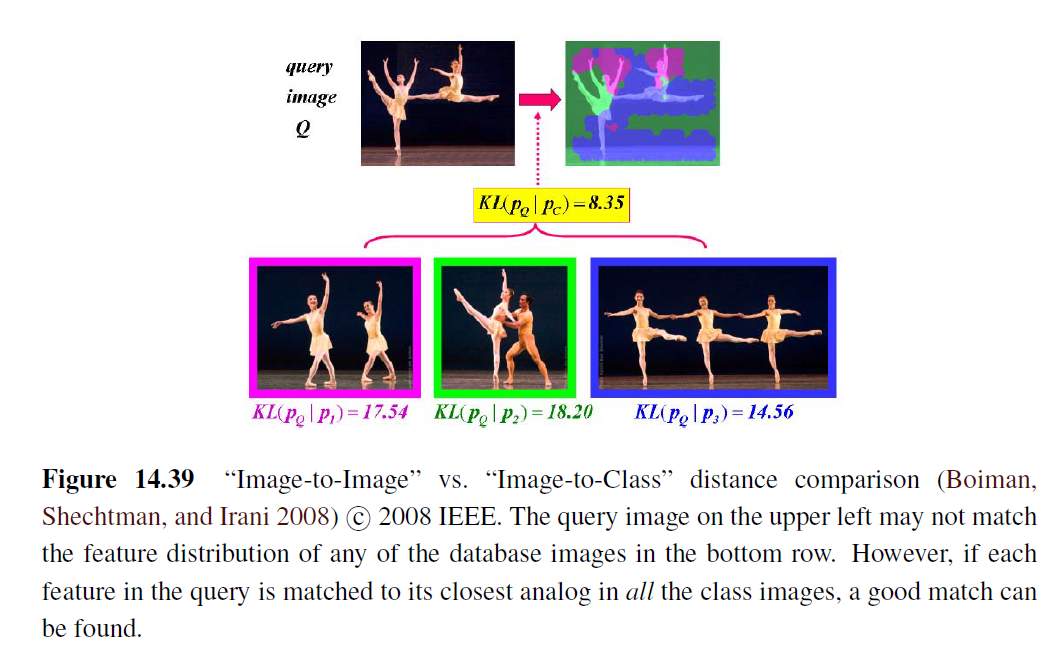 query
image
Q
KL(p_Q | p_C) = 8.35
KL(p_Q | p_1) = 17.54
KL(p_Q | p_2) = 18.20
KL(p_Q | p_3) = 14.56
Figure 14.39 “Image-to-Image” vs. “Image-to-Class” distance comparison (Boiman,
Shechtman, and Irani 2008) © 2008 IEEE. The query image on the upper left may not match
the feature distribution of any of the database images in the bottom row. However, if each
feature in the query is matched to its closest analog in all the class images, a good match can
be found.